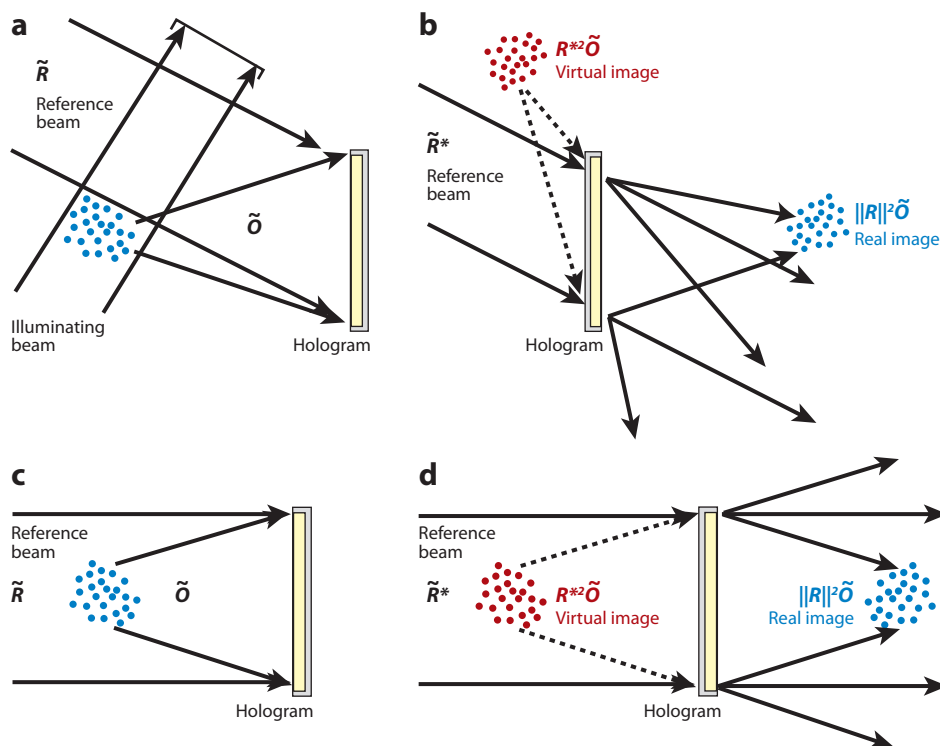 a
R̃
Reference
beam
Õ
Illuminating
beam
Hologram
b
R*²Õ
Virtual image
R̃*
Reference
beam
||R||²Õ
Real image
Hologram
c
Reference
beam
R̃
Õ
Hologram
d
Reference
beam
R̃*
R*²Õ
Virtual image
||R||²Õ
Real image
Hologram